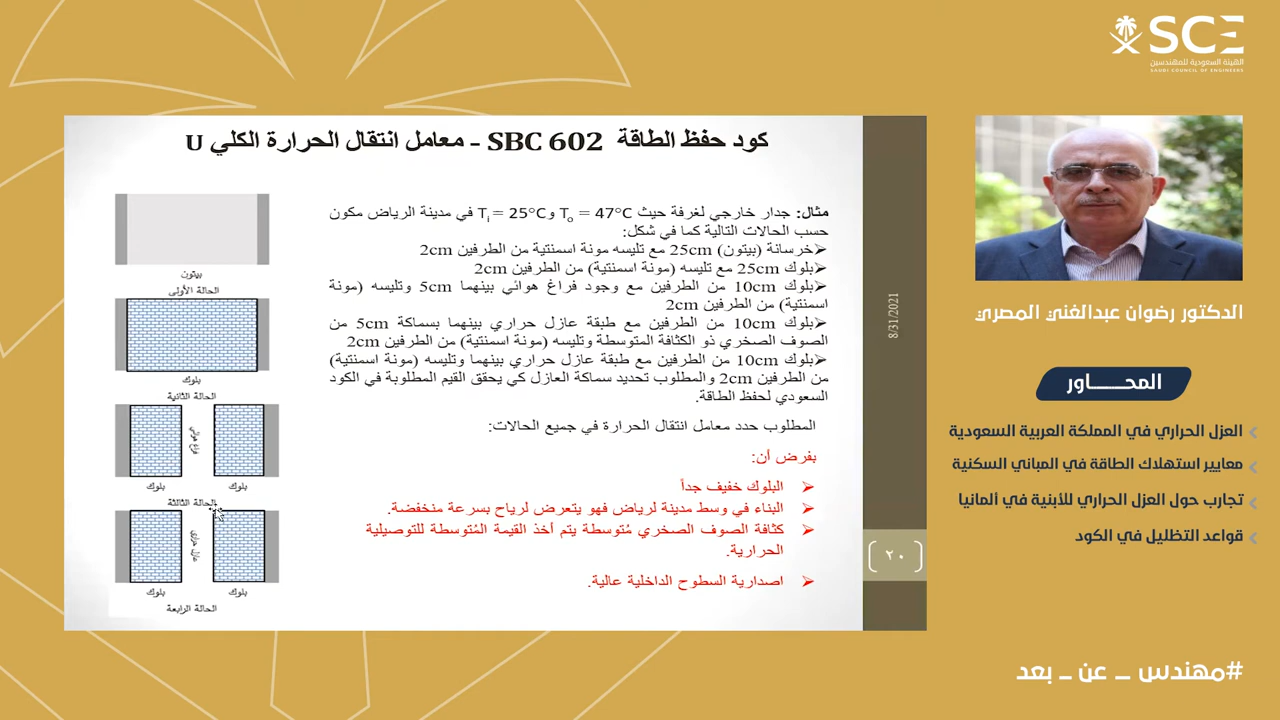 SCE
الهيئة السعودية للمهندسين
SAUDI COUNCIL OF ENGINEERS
كود حفظ الطاقة SBC 602 – معامل انتقال الحرارة الكلي U
مثال: جدار خارجي لغرفة حيث To = 47°C و Ti = 25°C في مدينة الرياض مكون
حسب الحالات التالية كما في شكل:
خرسانة (بيتون) 25cm مع تليسه مونة اسمنتية من الطرفين 2cm
بلوك 25cm مع تليسه (مونة اسمنتية) من الطرفين 2cm
بلوك 10cm من الطرفين مع وجود فراغ هوائي بينهما 5cm وتليسه (مونة
اسمنتية) من الطرفين 2cm
بلوك 10cm من الطرفين مع طبقة عازل حراري بينهما بسماكة 5cm من
الصوف الصخري ذو الكثافة المتوسطة وتليسه (مونة اسمنتية) من الطرفين 2cm
بلوك 10cm من الطرفين مع طبقة عازل حراري بينهما وتليسه (مونة اسمنتية)
من الطرفين 2cm والمطلوب تحديد سماكة العازل كي يحقق القيم المطلوبة في الكود
السعودي لحفظ الطاقة.
المطلوب حدد معامل انتقال الحرارة في جميع الحالات:
بفرض أن:
البلوك خفيف جداً
البناء في وسط مدينة لرياض فهو يتعرض لرياح بسرعة منخفضة.
كثافة الصوف الصخري مُتوسطة يتم أخذ القيمة المُتوسطة للتوصيلية
الحرارية.
اصدارية السطوح الداخلية عالية.
بيتون
الحالة الأولى
بلوك
الحالة الثانية
فراغ هوائي
بلوك
بلوك
الحالة الثالثة
عازل حراري
بلوك
بلوك
الحالة الرابعة
8/31/2021
٢٠
الدكتور رضوان عبدالغني المصري
المحـــــاور
العزل الحراري في المملكة العربية السعودية
معايير استهلاك الطاقة في المباني السكنية
تجارب حول العزل الحراري للأبنية في ألمانيا
قواعد التظليل في الكود
#مهندس _ عن _ بعد